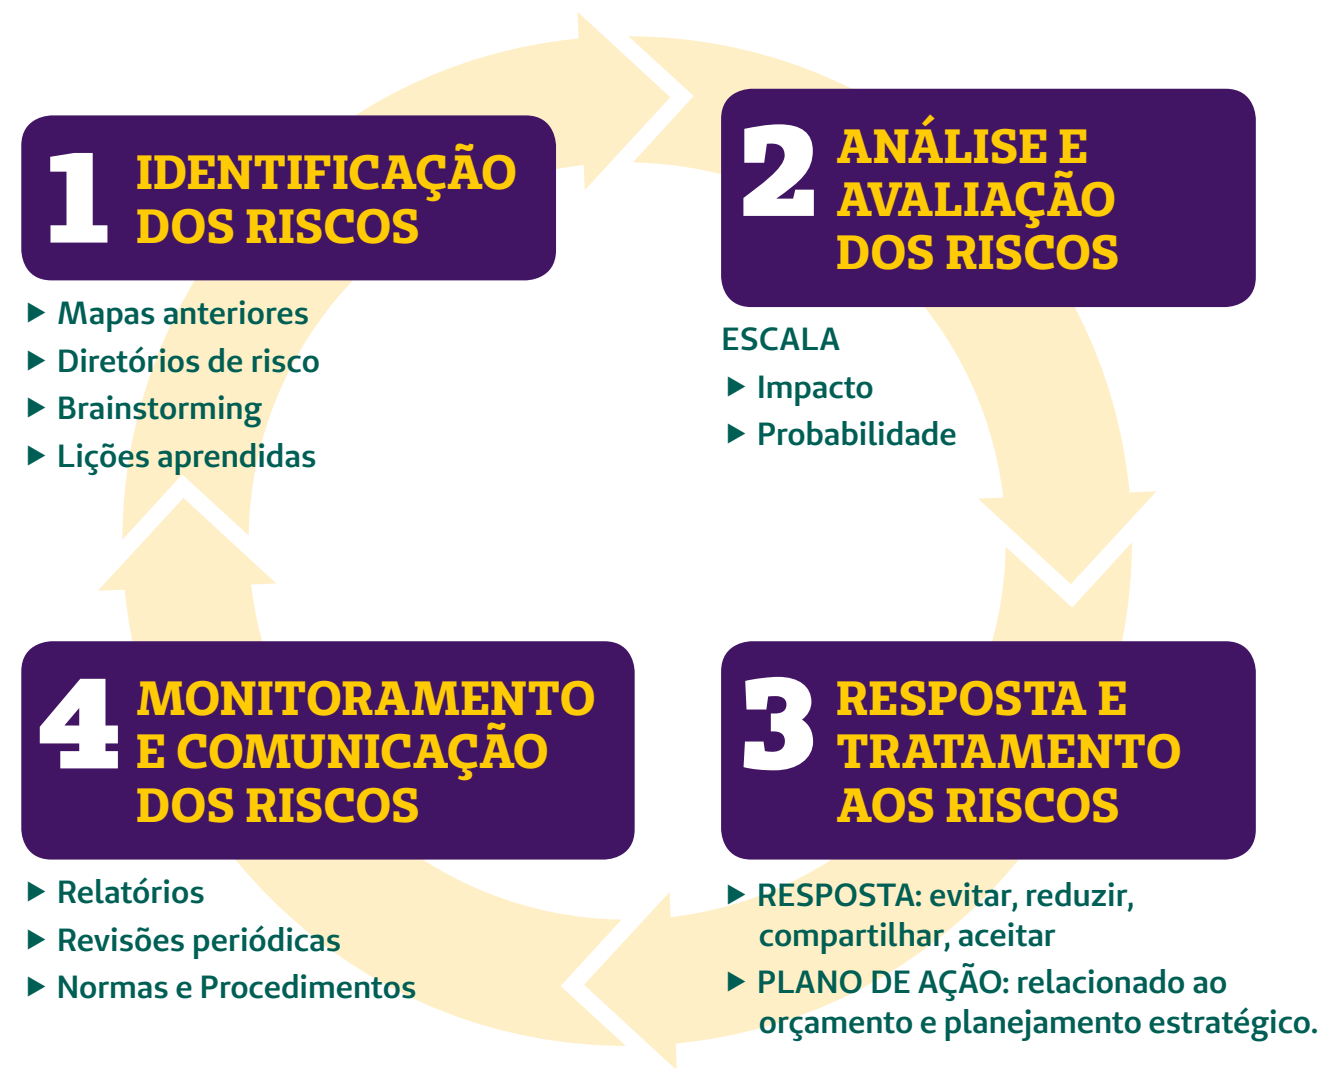 1 IDENTIFICAÇÃO
DOS RISCOS
▶ Mapas anteriores
▶ Diretórios de risco
▶ Brainstorming
▶ Lições aprendidas
2 ANÁLISE E
AVALIAÇÃO
DOS RISCOS
ESCALA
▶ Impacto
▶ Probabilidade
3 RESPOSTA E
TRATAMENTO
AOS RISCOS
▶ RESPOSTA: evitar, reduzir,
compartilhar, aceitar
▶ PLANO DE AÇÃO: relacionado ao
orçamento e planejamento estratégico.
4 MONITORAMENTO
E COMUNICAÇÃO
DOS RISCOS
▶ Relatórios
▶ Revisões periódicas
▶ Normas e Procedimentos